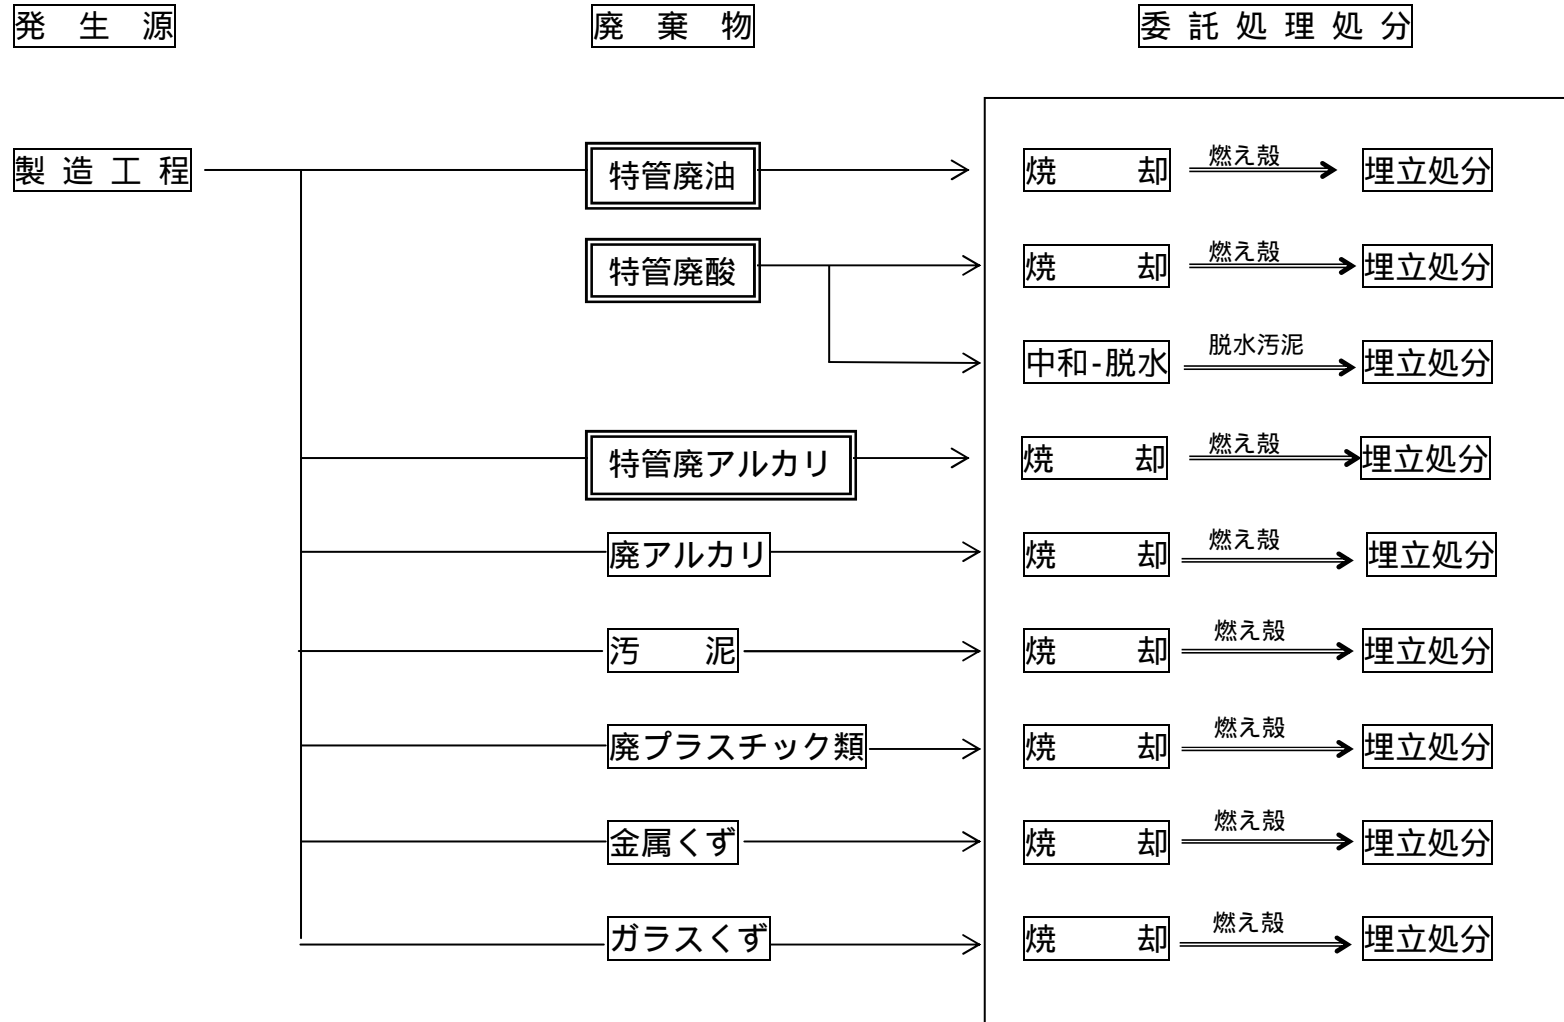 発生源 廃棄物 委託処理処分
製造工程 特管廃油 焼却 燃え殻 埋立処分
特管廃酸 焼却 燃え殻 埋立処分
中和-脱水 脱水汚泥 埋立処分
特管廃アルカリ 焼却 燃え殻 埋立処分
廃アルカリ 焼却 燃え殻 埋立処分
汚泥 焼却 燃え殻 埋立処分
廃プラスチック類 焼却 燃え殻 埋立処分
金属くず 焼却 燃え殻 埋立処分
ガラスくず 焼却 燃え殻 埋立処分